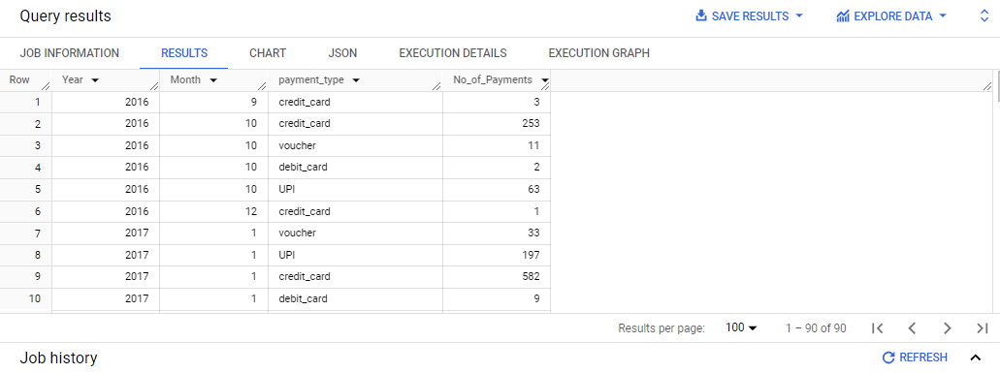 Query results SAVE RESULTS EXPLORE DATA
JOB INFORMATION RESULTS CHART JSON EXECUTION DETAILS EXECUTION GRAPH
Row Year Month payment_type No_of_Payments
1 2016 9 credit_card 3
2 2016 10 credit_card 253
3 2016 10 voucher 11
4 2016 10 debit_card 2
5 2016 10 UPI 63
6 2016 12 credit_card 1
7 2017 1 voucher 33
8 2017 1 UPI 197
9 2017 1 credit_card 582
10 2017 1 debit_card 9
Results per page: 100 1 – 90 of 90
Job history REFRESH